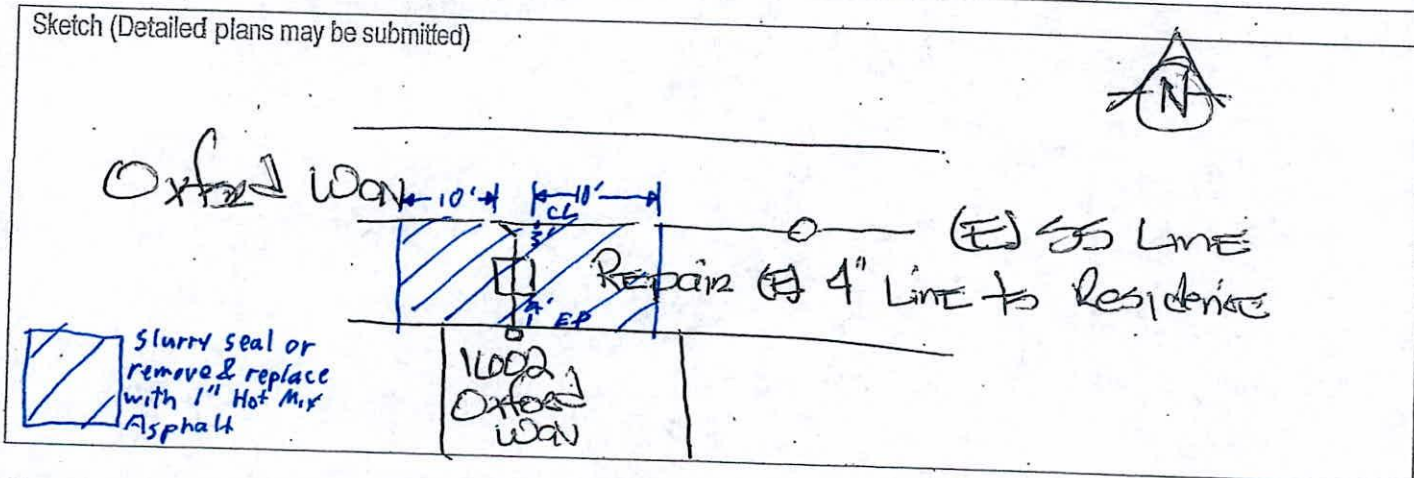 Sketch (Detailed plans may be submitted)
N
Oxford Way
10'
10'
CL
3'
(E) SS Line
Repair (E) 4" Line to Residence
EP
Slurry seal or
remove & replace
with 1" Hot Mix
Asphalt
Oxford
Way